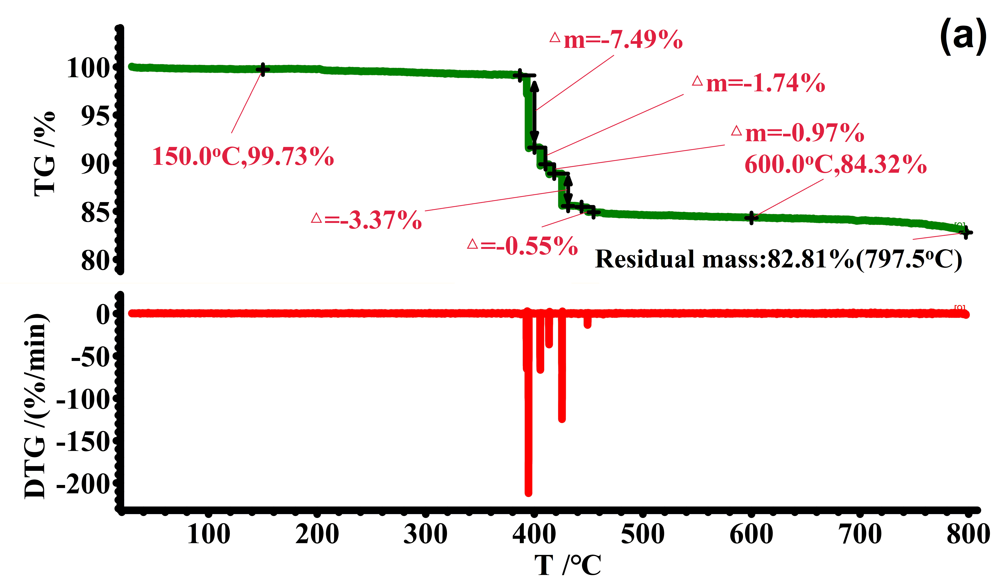 (a)
△m=-7.49%
100
△m=-1.74%
95
△m=-0.97%
150.0oC,99.73%
90
600.0oC,84.32%
TG /%
85
△=-3.37%
△=-0.55%
80
Residual mass:82.81%(797.5oC)
[9]
[9]
0
-50
-100
-150
-200
DTG /(%/min)
100 200 300 400 500 600 700 800
T /°C